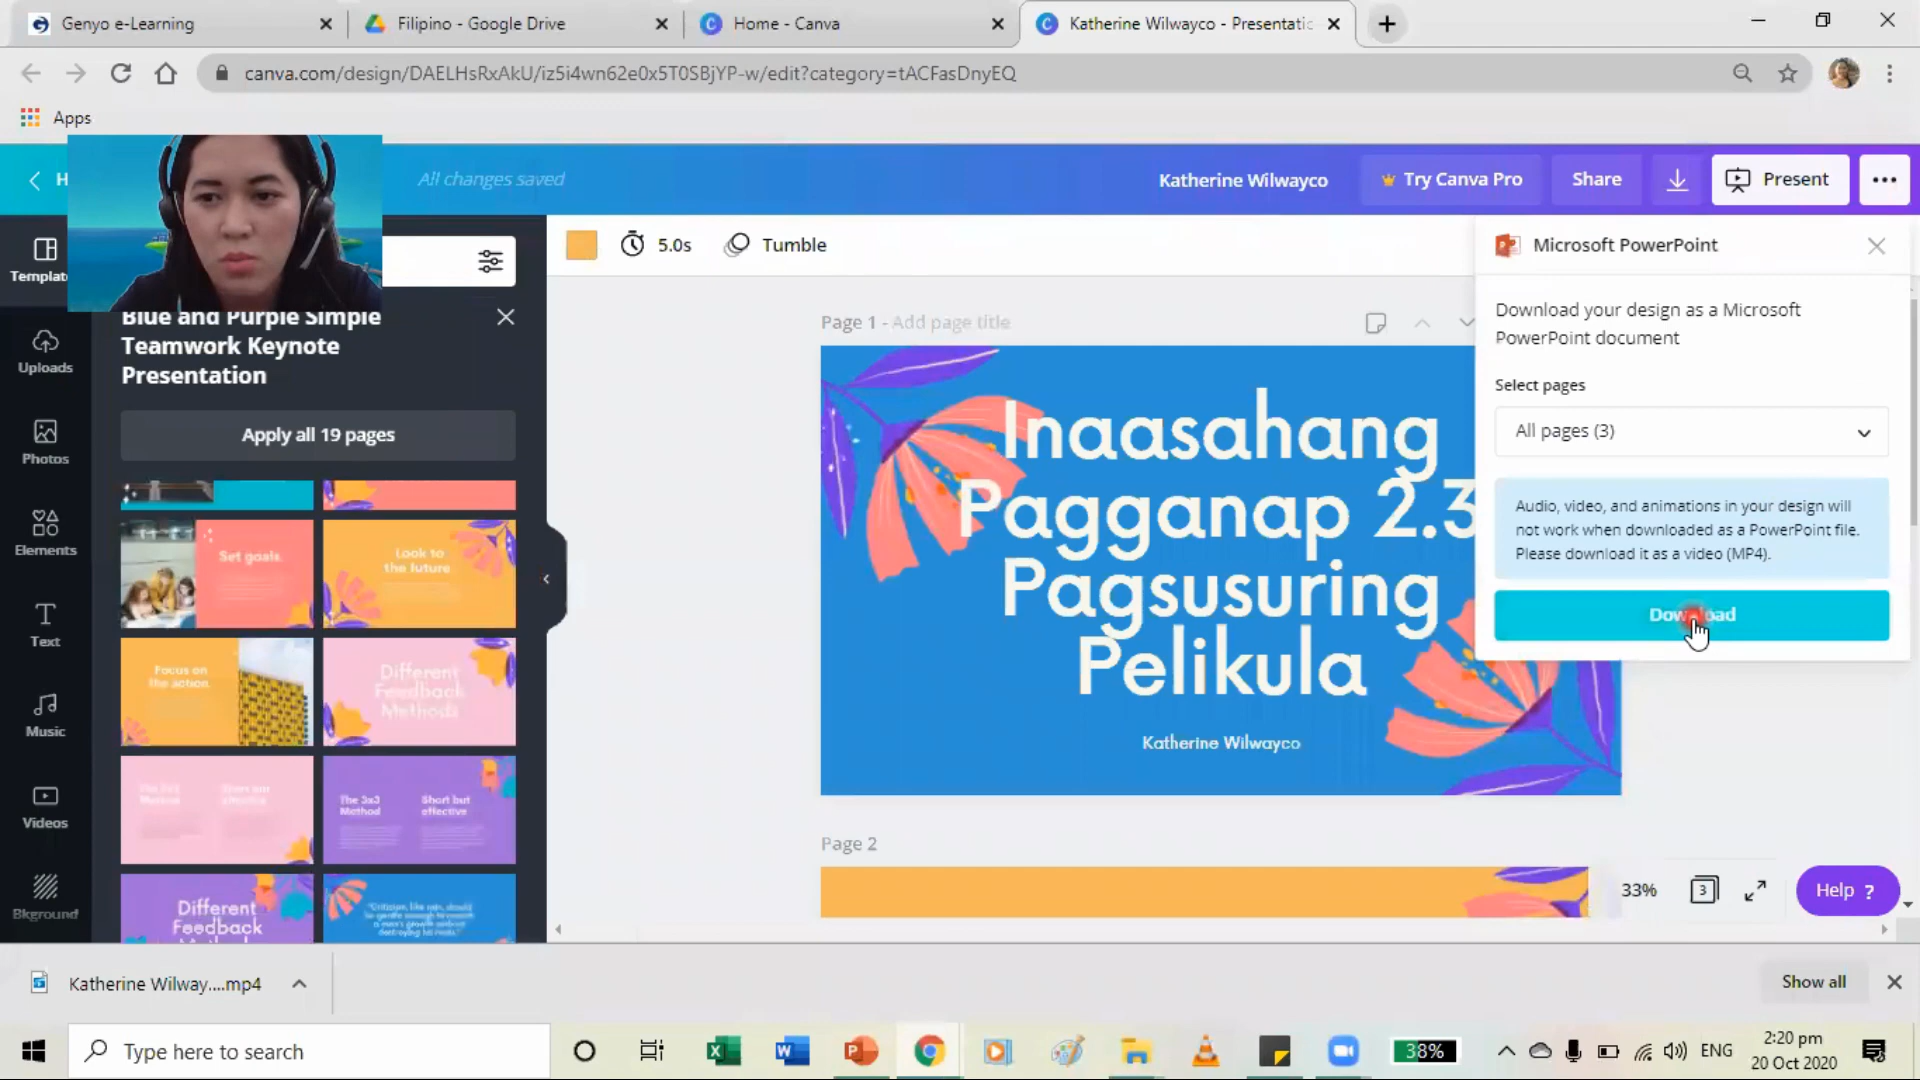 Genyo e-Learning
Filipino - Google Drive
Home - Canva
Katherine Wilwayco - Presentatic
canva.com/design/DAELHsRxAkU/iz5i4wn62e0x5T0SBjYP-w/edit?category=tACFasDnyEQ
Apps
H
All changes saved
Katherine Wilwayco
Try Canva Pro
Share
Present
Templat
Uploads
Photos
Elements
Text
Music
Videos
Bkground
Blue and Purple Simple
Teamwork Keynote
Presentation
Apply all 19 pages
Set goals.
Look to
the future
Focus on
the action.
Different
Feedback
Methods
The 3x3
Method
Short but
effective
Different
Feedback
5.0s
Tumble
Page 1 - Add page title
Inaasahang
Pagganap 2.3
Pagsusuring
Pelikula
Katherine Wilwayco
Page 2
Microsoft PowerPoint
Download your design as a Microsoft
PowerPoint document
Select pages
All pages (3)
Audio, video, and animations in your design will
not work when downloaded as a PowerPoint file.
Please download it as a video (MP4).
Download
33%
3
Help ?
Katherine Wilway....mp4
Show all
Type here to search
38%
ENG
2:20 pm
20 Oct 2020